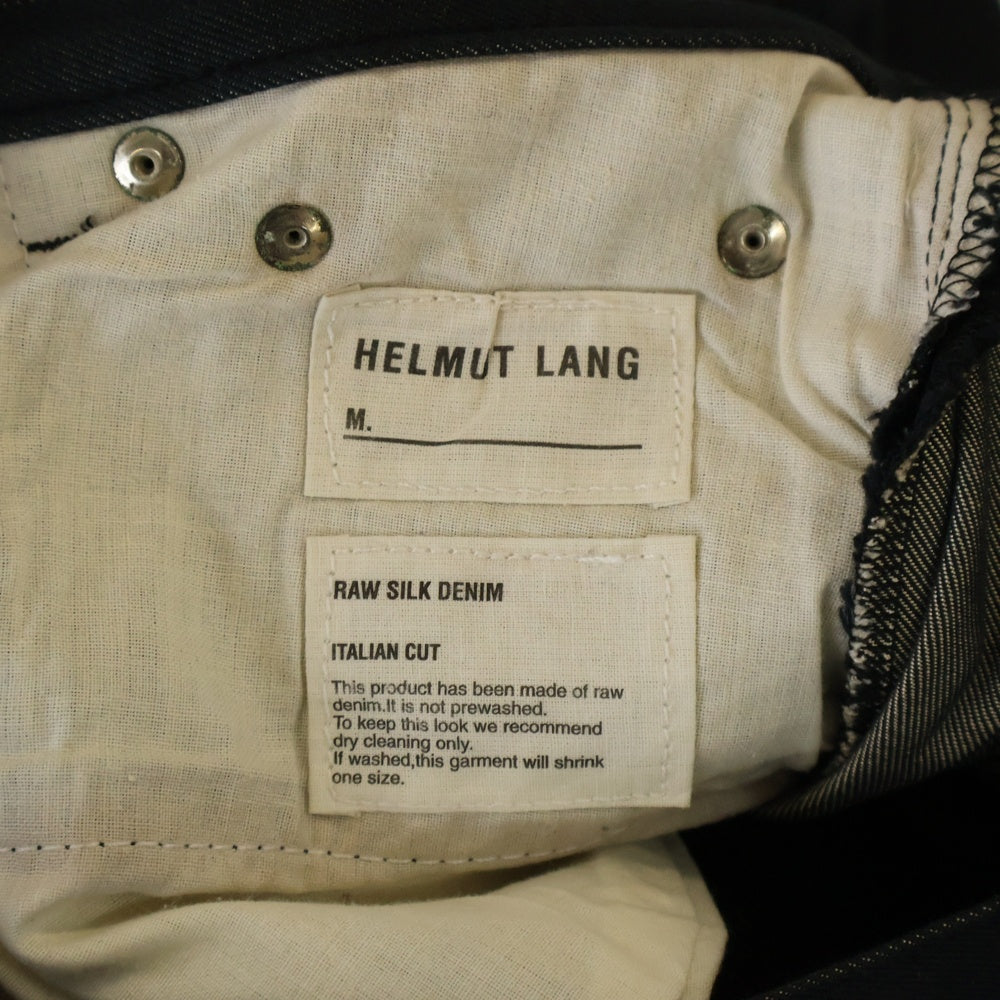 HELMUT LANG
M.
RAW SILK DENIM
ITALIAN CUT
This product has been made of raw
denim.It is not prewashed.
To keep this look we recommend
dry cleaning only.
If washed,this garment will shrink
one size.